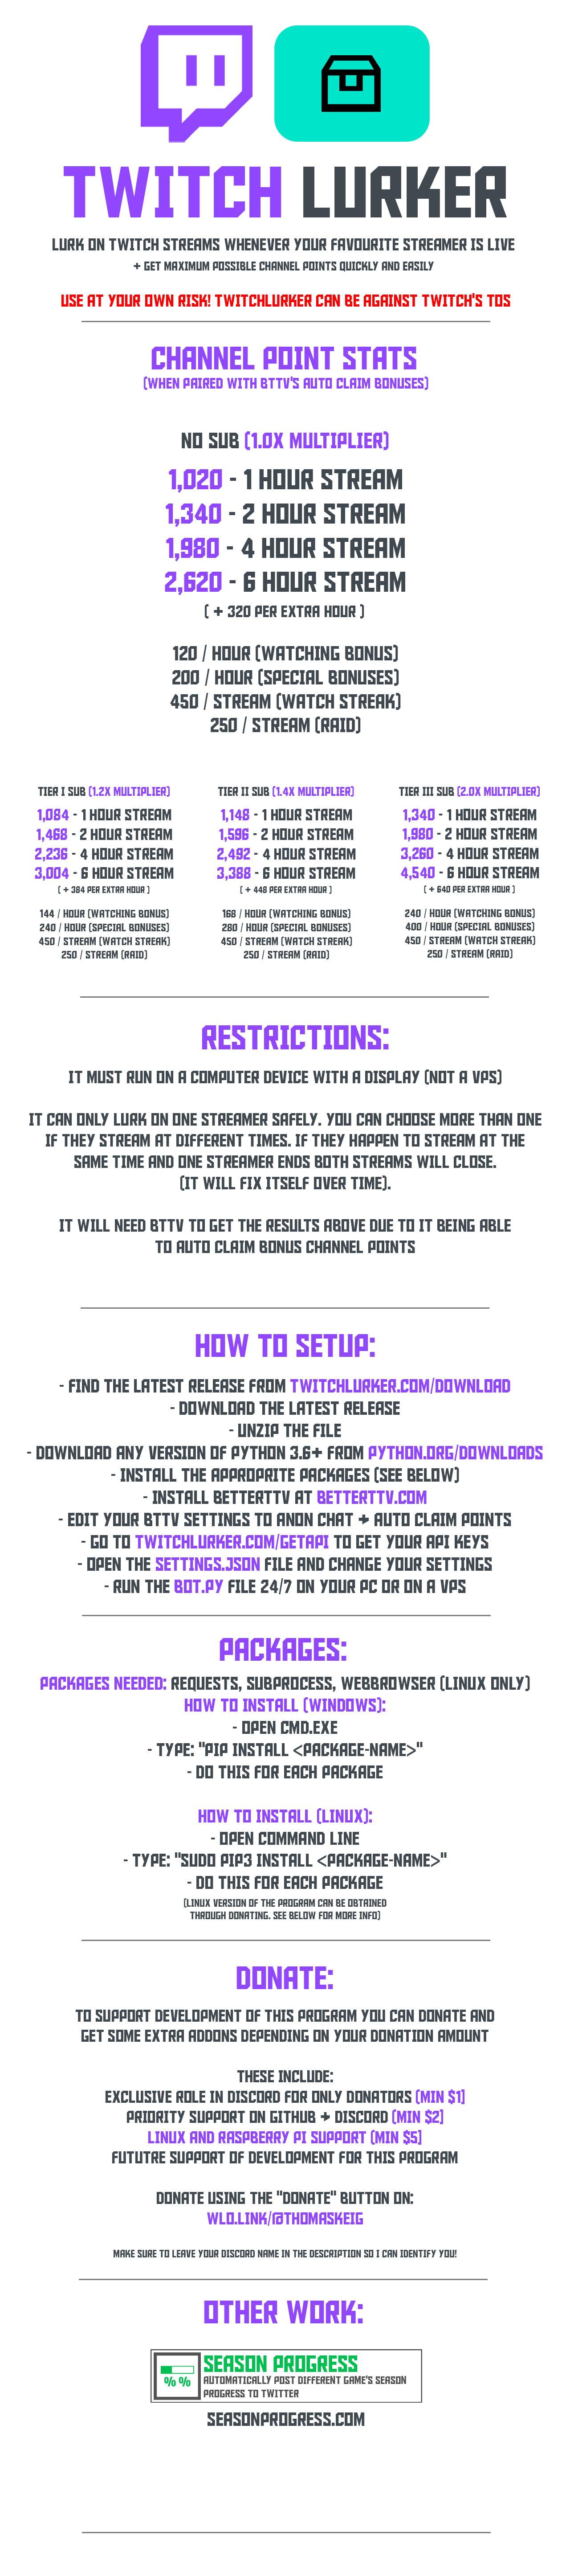 TWITCH LURKER
LURK ON TWITCH STREAMS WHENEVER YOUR FAVOURITE STREAMER IS LIVE
+ GET MAXIMUM POSSIBLE CHANNEL POINTS QUICKLY AND EASILY
USE AT YOUR OWN RISK! TWITCHLURKER CAN BE AGAINST TWITCH'S TOS
CHANNEL POINT STATS
(WHEN PAIRED WITH BTTV'S AUTO CLAIM BONUSES)
NO SUB (1.0X MULTIPLIER)
1,020 - 1 HOUR STREAM
1,340 - 2 HOUR STREAM
1,980 - 4 HOUR STREAM
2,620 - 6 HOUR STREAM
( + 320 PER EXTRA HOUR )
120 / HOUR (WATCHING BONUS)
200 / HOUR (SPECIAL BONUSES)
450 / STREAM (WATCH STREAK)
250 / STREAM (RAID)
TIER I SUB (1.2X MULTIPLIER)
1,084 - 1 HOUR STREAM
1,468 - 2 HOUR STREAM
2,236 - 4 HOUR STREAM
3,004 - 6 HOUR STREAM
( + 384 PER EXTRA HOUR )
144 / HOUR (WATCHING BONUS)
240 / HOUR (SPECIAL BONUSES)
450 / STREAM (WATCH STREAK)
250 / STREAM (RAID)
TIER II SUB (1.4X MULTIPLIER)
1,148 - 1 HOUR STREAM
1,596 - 2 HOUR STREAM
2,492 - 4 HOUR STREAM
3,388 - 6 HOUR STREAM
( + 448 PER EXTRA HOUR )
168 / HOUR (WATCHING BONUS)
280 / HOUR (SPECIAL BONUSES)
450 / STREAM (WATCH STREAK)
250 / STREAM (RAID)
TIER III SUB (2.0X MULTIPLIER)
1,340 - 1 HOUR STREAM
1,980 - 2 HOUR STREAM
3,260 - 4 HOUR STREAM
4,540 - 6 HOUR STREAM
( + 640 PER EXTRA HOUR )
240 / HOUR (WATCHING BONUS)
400 / HOUR (SPECIAL BONUSES)
450 / STREAM (WATCH STREAK)
250 / STREAM (RAID)
RESTRICTIONS:
IT MUST RUN ON A COMPUTER DEVICE WITH A DISPLAY (NOT A VPS)
IT CAN ONLY LURK ON ONE STREAMER SAFELY. YOU CAN CHOOSE MORE THAN ONE
IF THEY STREAM AT DIFFERENT TIMES. IF THEY HAPPEN TO STREAM AT THE
SAME TIME AND ONE STREAMER ENDS BOTH STREAMS WILL CLOSE.
(IT WILL FIX ITSELF OVER TIME).
IT WILL NEED BTTV TO GET THE RESULTS ABOVE DUE TO IT BEING ABLE
TO AUTO CLAIM BONUS CHANNEL POINTS
HOW TO SETUP:
- FIND THE LATEST RELEASE FROM TWITCHLURKER.COM/DOWNLOAD
- DOWNLOAD THE LATEST RELEASE
- UNZIP THE FILE
- DOWNLOAD ANY VERSION OF PYTHON 3.6+ FROM PYTHON.ORG/DOWNLOADS
- INSTALL THE APPROPRITE PACKAGES (SEE BELOW)
- INSTALL BETTERTTV AT BETTERTTV.COM
- EDIT YOUR BTTV SETTINGS TO ANON CHAT + AUTO CLAIM POINTS
- GO TO TWITCHLURKER.COM/GETAPI TO GET YOUR API KEYS
- OPEN THE SETTINGS.JSON FILE AND CHANGE YOUR SETTINGS
- RUN THE BOT.PY FILE 24/7 ON YOUR PC OR ON A VPS
PACKAGES:
PACKAGES NEEDED: REQUESTS, SUBPROCESS, WEBBROWSER (LINUX ONLY)
HOW TO INSTALL (WINDOWS):
- OPEN CMD.EXE
- TYPE: "PIP INSTALL <PACKAGE-NAME>"
- DO THIS FOR EACH PACKAGE
HOW TO INSTALL (LINUX):
- OPEN COMMAND LINE
- TYPE: "SUDO PIP3 INSTALL <PACKAGE-NAME>"
- DO THIS FOR EACH PACKAGE
(LINUX VERSION OF THE PROGRAM CAN BE OBTAINED
THROUGH DONATING. SEE BELOW FOR MORE INFO)
DONATE:
TO SUPPORT DEVELOPMENT OF THIS PROGRAM YOU CAN DONATE AND
GET SOME EXTRA ADDONS DEPENDING ON YOUR DONATION AMOUNT
THESE INCLUDE:
EXCLUSIVE ROLE IN DISCORD FOR ONLY DONATORS [MIN $1]
PRIORITY SUPPORT ON GITHUB + DISCORD [MIN $2]
LINUX AND RASPBERRY PI SUPPORT [MIN $5]
FUTUTRE SUPPORT OF DEVELOPMENT FOR THIS PROGRAM
DONATE USING THE "DONATE" BUTTON ON:
WLO.LINK/@THOMASKEIG
MAKE SURE TO LEAVE YOUR DISCORD NAME IN THE DESCRIPTION SO I CAN IDENTIFY YOU!
OTHER WORK:
% %
SEASON PROGRESS
AUTOMATICALLY POST DIFFERENT GAME'S SEASON
PROGRESS TO TWITTER
SEASONPROGRESS.COM